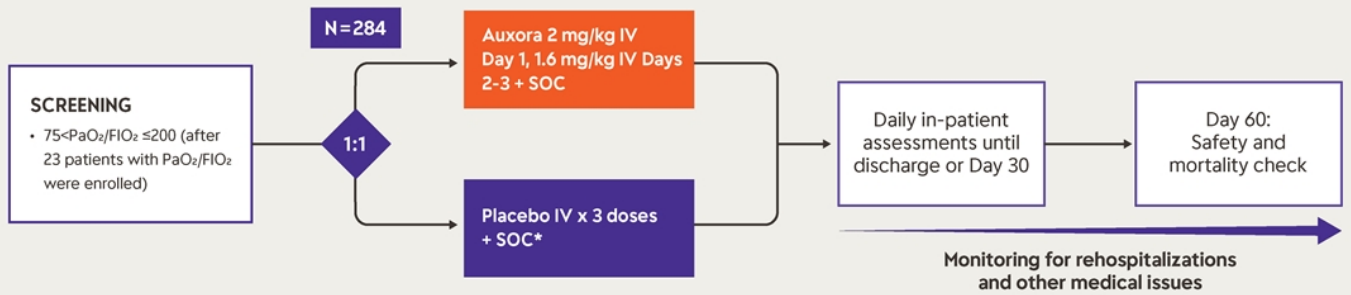 N=284
SCREENING
• 75<PaO₂/FIO₂ ≤200 (after
23 patients with PaO₂/FIO₂
were enrolled)
1:1
Auxora 2 mg/kg IV
Day 1, 1.6 mg/kg IV Days
2-3 + SOC
Placebo IV x 3 doses
+ SOC*
Daily in-patient
assessments until
discharge or Day 30
Day 60:
Safety and
mortality check
Monitoring for rehospitalizations
and other medical issues